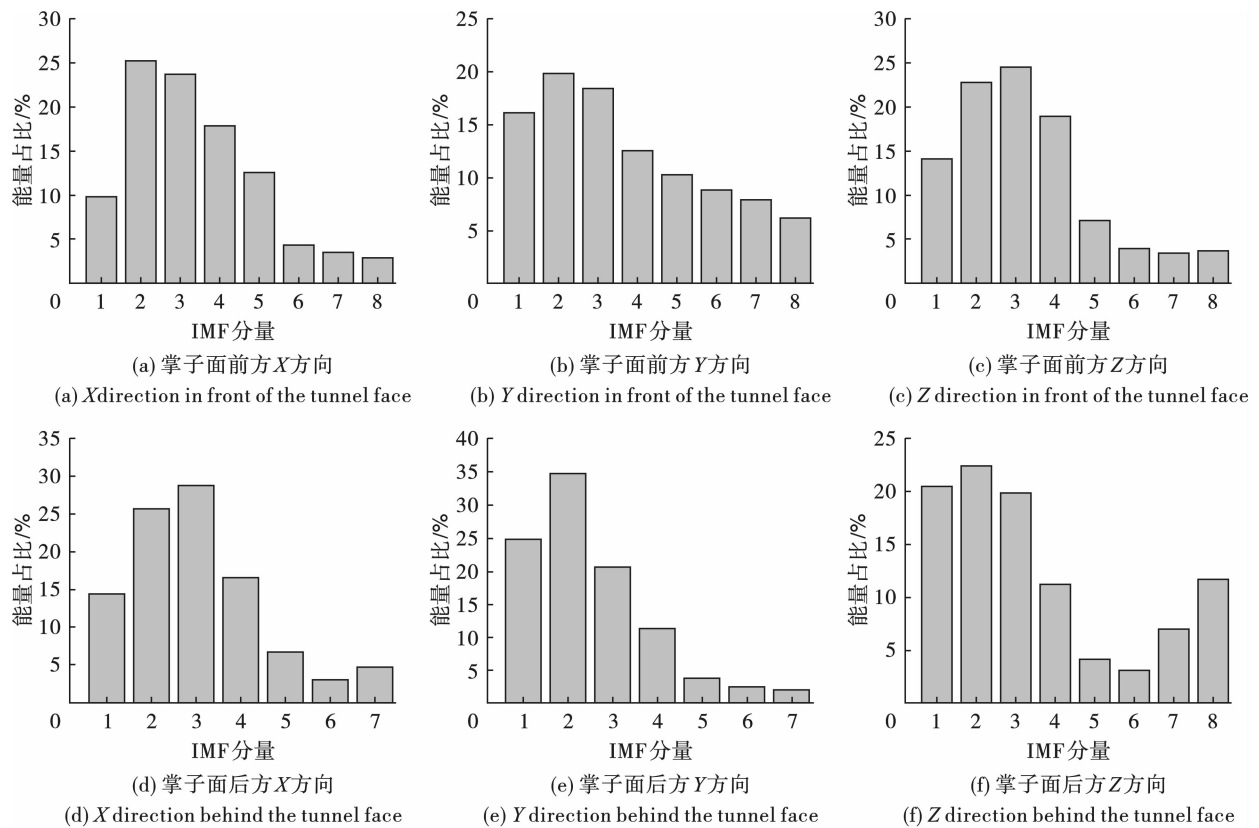 30
25
20
15
10
5
0
能量占比/%
1 2 3 4 5 6 7 8
IMF分量
(a) 掌子面前方X方向
(a) Xdirection in front of the tunnel face
25
20
15
10
5
0
能量占比/%
1 2 3 4 5 6 7 8
IMF分量
(b) 掌子面前方Y方向
(b) Y direction in front of the tunnel face
30
25
20
15
10
5
0
能量占比/%
1 2 3 4 5 6 7 8
IMF分量
(c) 掌子面前方Z方向
(c) Z direction in front of the tunnel face
35
30
25
20
15
10
5
0
能量占比/%
1 2 3 4 5 6 7
IMF分量
(d) 掌子面后方X方向
(d) X direction behind the tunnel face
40
35
30
25
20
15
10
5
0
能量占比/%
1 2 3 4 5 6 7
IMF分量
(e) 掌子面后方Y方向
(e) Y direction behind the tunnel face
25
20
15
10
5
0
能量占比/%
1 2 3 4 5 6 7 8
IMF分量
(f) 掌子面后方Z方向
(f) Z direction behind the tunnel face